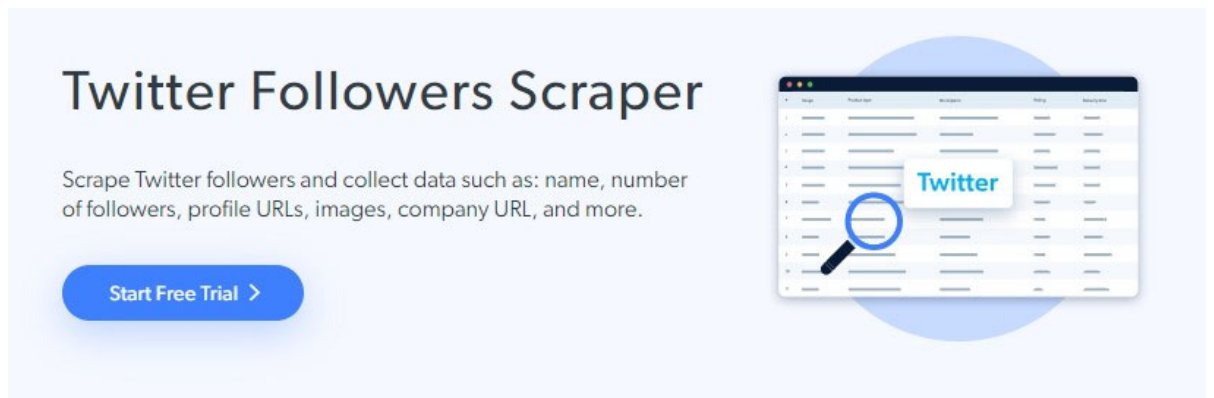 Twitter Followers Scraper
Scrape Twitter followers and collect data such as: name, number
of followers, profile URLs, images, company URL, and more.
Start Free Trial >
Twitter